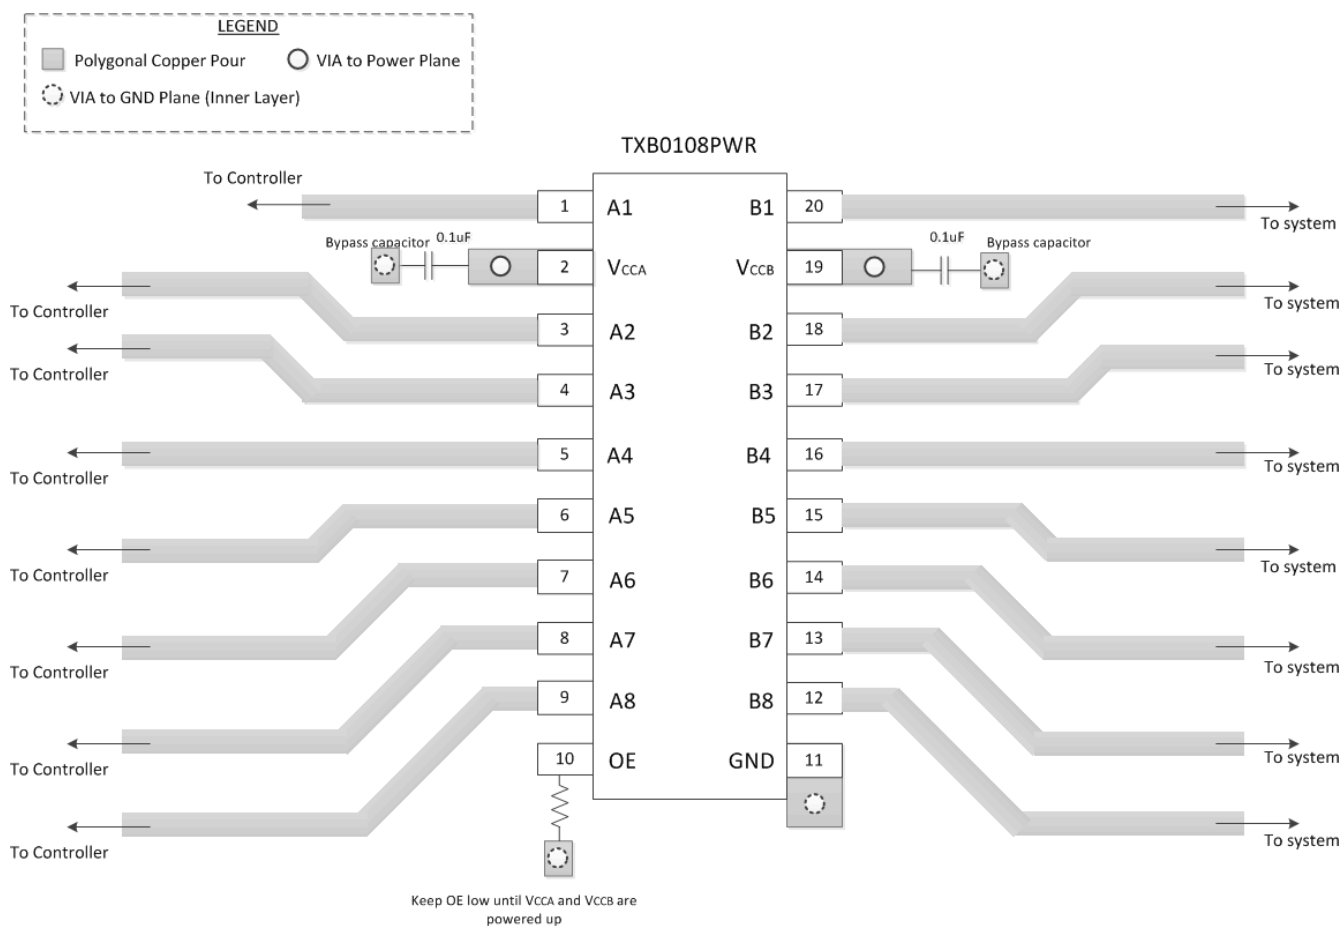 LEGEND
Polygonal Copper Pour
VIA to Power Plane
VIA to GND Plane (Inner Layer)
TXB0108PWR
To Controller
1
A1
B1
20
To system
Bypass capacitor
0.1uF
2
VCCA
VCCB
19
0.1uF
Bypass capacitor
To Controller
3
A2
B2
18
To system
To Controller
4
A3
B3
17
To system
To Controller
5
A4
B4
16
To system
To Controller
6
A5
B5
15
To system
To Controller
7
A6
B6
14
To system
To Controller
8
A7
B7
13
To system
To Controller
9
A8
B8
12
To system
10
OE
GND
11
Keep OE low until VCCA and VCCB are
powered up